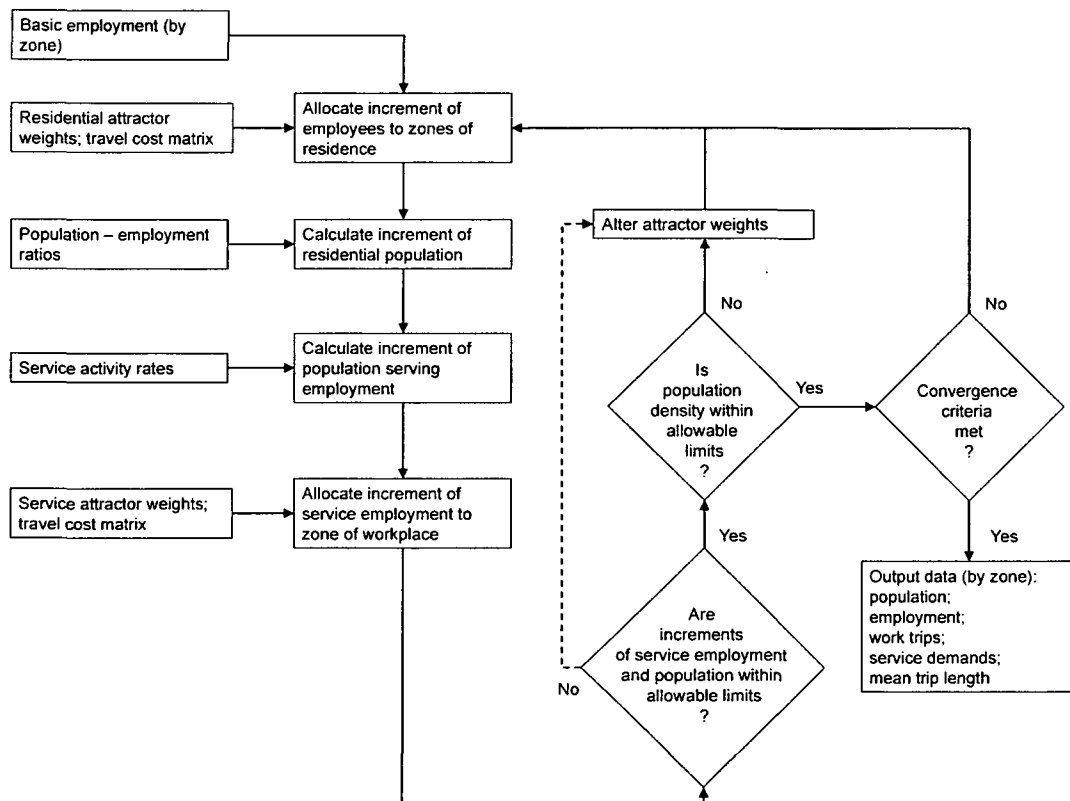 Basic employment (by
zone)
Residential attractor
weights; travel cost matrix
Allocate increment of
employees to zones of
residence
Population – employment
ratios
Calculate increment of
residential population
Service activity rates
Calculate increment of
population serving
employment
Service attractor weights;
travel cost matrix
Allocate increment of
service employment to
zone of workplace
Alter attractor weights
No
Is
population
density within
allowable
limits
?
Yes
No
Convergence
criteria
met
?
Yes
Yes
Output data (by zone):
population;
employment;
work trips;
service demands;
mean trip length
Are
increments
of service employment
and population within
allowable limits
?
No